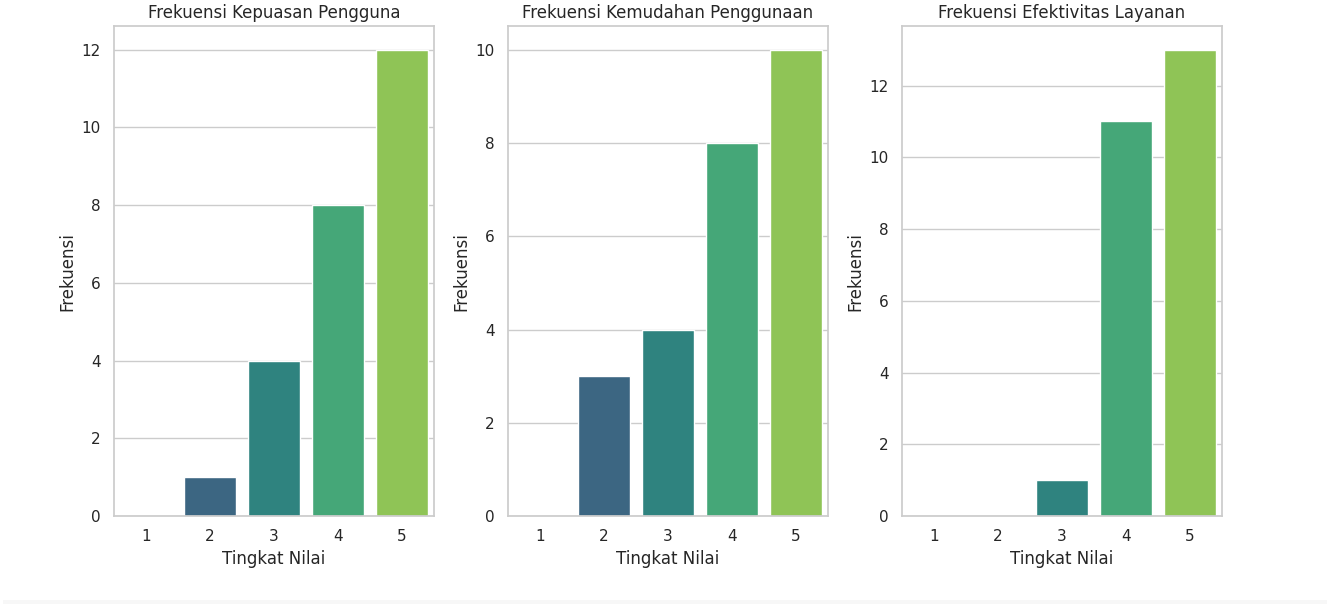 Frekuensi Kepuasan Pengguna
12
10
8
6
4
2
0
Frekuensi
1 2 3 4 5
Tingkat Nilai
Frekuensi Kemudahan Penggunaan
10
8
6
4
2
0
Frekuensi
1 2 3 4 5
Tingkat Nilai
Frekuensi Efektivitas Layanan
12
10
8
6
4
2
0
Frekuensi
1 2 3 4 5
Tingkat Nilai